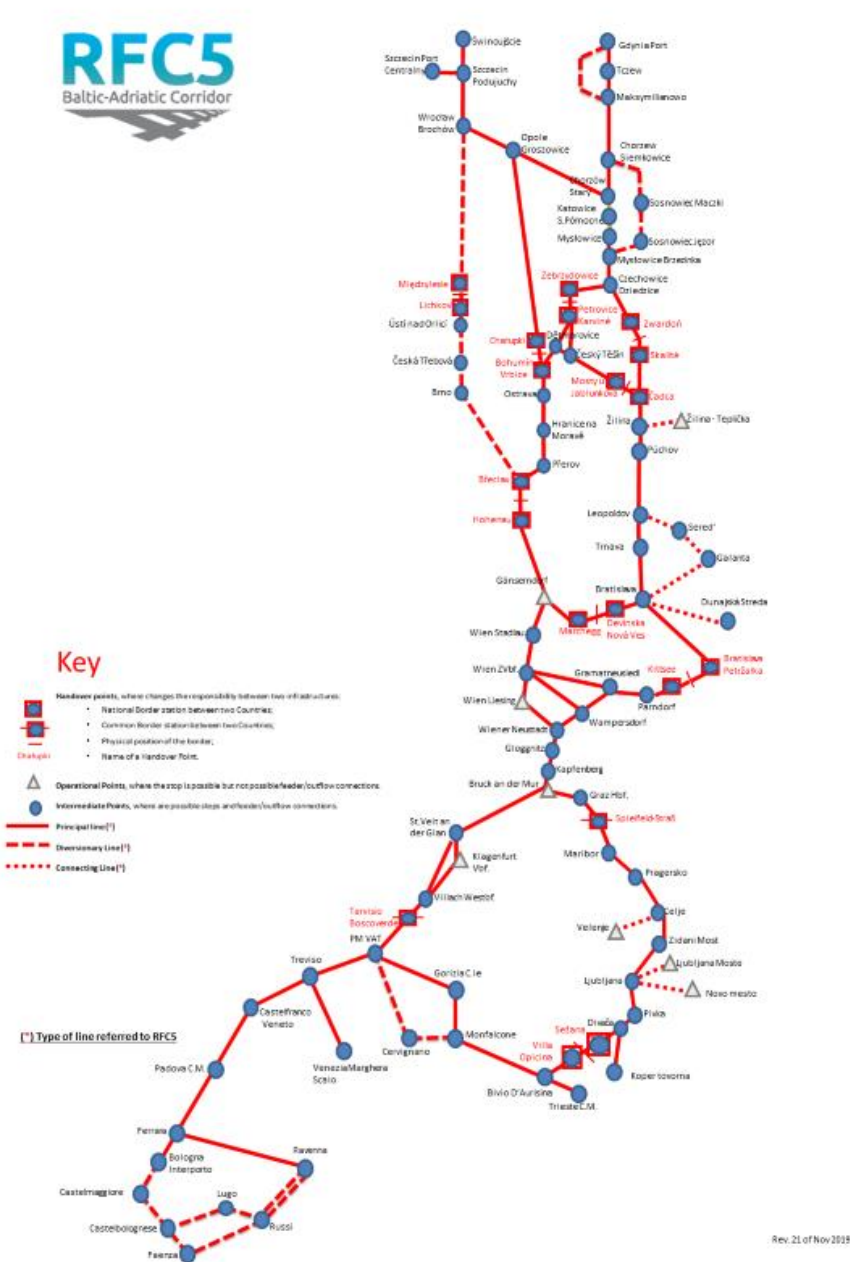 RFC5
Baltic-Adriatic Corridor
Świnoujście
Gdynia Port
Szczecin Port
Centralny
Szczecin
Podujuchy
Tczew
Maksymilianowo
Wrocław
Brochów
Opole
Groszowice
Chorzew
Siemkowice
Chorzów
Stary
Sosnowiec Maczki
Katowice
Mysłowice
Sosnowiec Jęzor
Mysłowice Brzezinka
Międzylesie
Zebrzydowice
Czechowice
Dziedzice
Lichkov
Petrovice
Karviné
Zwardoń
Ústí nad Orlicí
Chałupki
Dětmarovice
Český Těšín
Skalité
Česká Třebová
Bohumín
Vrbice
Mosty u
Jablunkova
Čadca
Brno
Ostrava
Žilina
Žilina - Teplička
Hranice na
Moravě
Púchov
Přerov
Břeclav
Hohenau
Leopoldov
Sered'
Trnava
Galanta
Gänserndorf
Bratislava
Dunajská Streda
Marchegg
Devínska
Nová Ves
Wien Stadlau
Wien ZVbf.
Gramatneusiedl
Kittsee
Bratislava
Petržalka
Wien Liesing
Parndorf
Wampersdorf
Wiener Neustadt
Gloggnitz
Kapfenberg
Bruck an der Mur
Graz Hbf.
St. Veit an
der Glan
Spielfeld-Straß
Klagenfurt
Vbf.
Maribor
Pragersko
Villach Westbf.
Tarvisio
Boscoverde
Celje
Velenje
PM VAT
Zidani Most
Treviso
Gorizia C.le
Ljubljana Moste
Ljubljana
Novo mesto
Castelfranco
Veneto
Pivka
Divača
Sežana
Cervignano
Monfalcone
Villa
Opicina
Venezia Marghera
Scalo
Koper tovorna
Padova C.M.
Bivio D'Aurisina
Trieste C.M.
Ferrara
Ravenna
Bologna
Interporto
Castelmaggiore
Lugo
Castelbolognese
Russi
Faenza
Key
Handover points, where changes the responsibility between two infrastructures:
• National Border station between two Countries;
• Common Border station between two Countries;
• Physical position of the border;
Chałupki • Name of a Handover Point.
Operational Points, where the stop is possible but not possible feeder/outflow connections.
Intermediate Points, where are possible stops and feeder/outflow connections.
Principal line(*)
Diversionary Line(*)
Connecting Line(*)
(*) Type of line referred to RFC5
Rev. 21 of Nov 2019